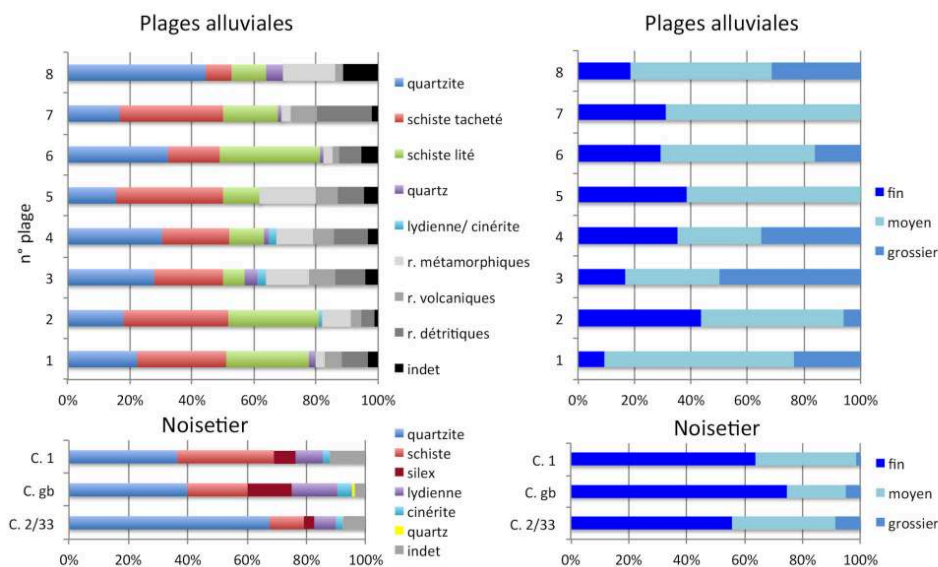 Plages alluviales
n° plage
8
7
6
5
4
3
2
1
0% 20% 40% 60% 80% 100%
quartzite
schiste tacheté
schiste lité
quartz
lydienne/ cinérite
r. métamorphiques
r. volcaniques
r. détritiques
indet
Plages alluviales
8
7
6
5
4
3
2
1
0% 20% 40% 60% 80% 100%
fin
moyen
grossier
Noisetier
C. 1
C. gb
C. 2/33
0% 20% 40% 60% 80% 100%
quartzite
schiste
silex
lydienne
cinérite
quartz
indet
Noisetier
C. 1
C. gb
C. 2/33
0% 20% 40% 60% 80% 100%
fin
moyen
grossier